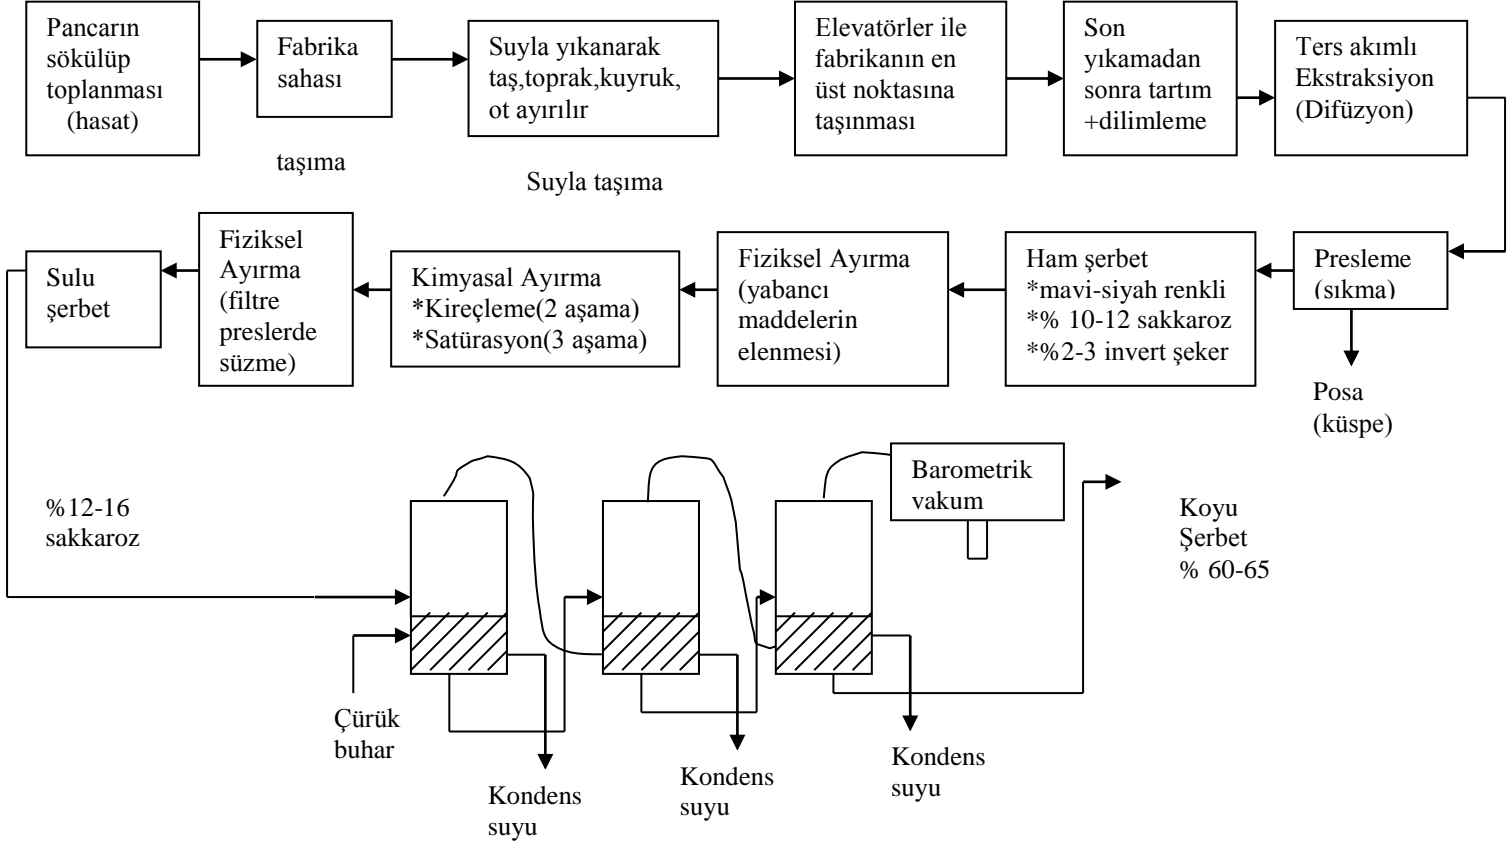 Pancarın
sökülüp
toplanması
(hasat)
Fabrika
sahası
Suyla yıkanarak
taş,toprak,kuyruk,
ot ayırılır
Elevatörler ile
fabrikanın en
üst noktasına
taşınması
Son
yıkamadan
sonra tartım
+dilimleme
Ters akımlı
Ekstraksiyon
(Difüzyon)
taşıma
Suyla taşıma
Sulu
şerbet
Fiziksel
Ayırma
(filtre
preslerde
süzme)
Kimyasal Ayırma
*Kireçleme(2 aşama)
*Satürasyon(3 aşama)
Fiziksel Ayırma
(yabancı
maddelerin
elenmesi)
Ham şerbet
*mavi-siyah renkli
*% 10-12 sakkaroz
*%2-3 invert şeker
Presleme
(sıkma)
Posa
(küspe)
%12-16
sakkaroz
Barometrik
vakum
Koyu
Şerbet
% 60-65
Çürük
buhar
Kondens
suyu
Kondens
suyu
Kondens
suyu